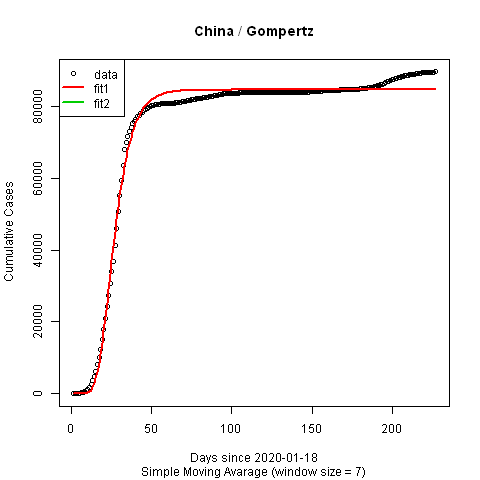 China / Gompertz
data
fit1
fit2
Cumulative Cases
80000
60000
40000
20000
0
0 50 100 150 200
Days since 2020-01-18
Simple Moving Avarage (window size = 7)